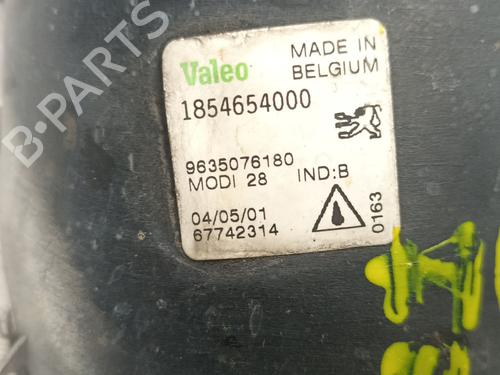 B-PARTS
Valeo
MADE IN
BELGIUM
1854654000
9635076180
MODI 28 IND:B
04/05/01
67742314
0163